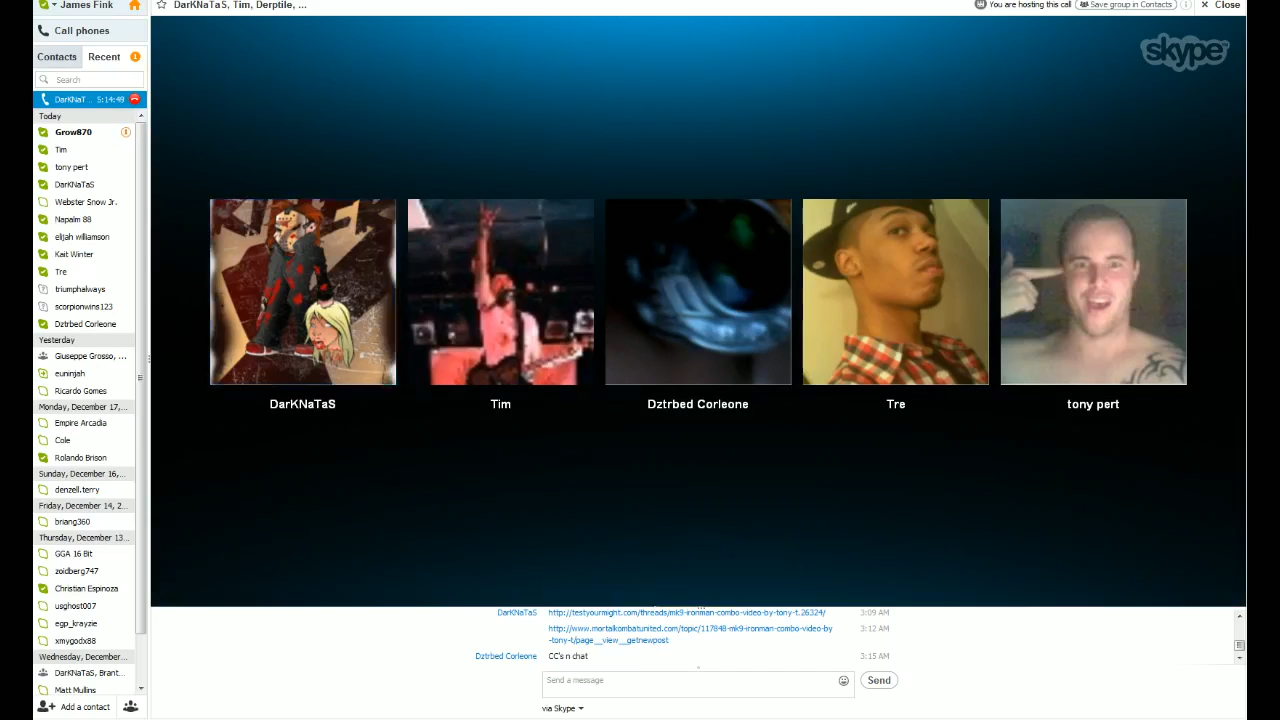 James Fink
DarKNaTaS, Tim, Derptile, ...
You are hosting this call
Save group in Contacts
Close
Call phones
Contacts
Recent
1
Search
DarKNaT... 5:14:49
Today
Grow870
Tim
tony pert
DarKNaTaS
Webster Snow Jr.
Napalm 88
elijah williamson
Kait Winter
Tre
triumphalways
scorpionwins123
Dztrbed Corleone
Yesterday
Giuseppe Grosso, ...
euninjah
Ricardo Gomes
Monday, December 17,...
Empire Arcadia
Cole
Rolando Brison
Sunday, December 16,...
denzell.terry
Friday, December 14, 2...
briang360
Thursday, December 13...
GGA 16 Bit
zoidberg747
Christian Espinoza
usghost007
egp_krayzie
xmygodx88
Wednesday, December...
DarKNaTaS, Brant...
Matt Mullins
Add a contact
skype
DarKNaTaS
Tim
Dztrbed Corleone
Tre
tony pert
DarKNaTaS http://testyourmight.com/threads/mk9-ironman-combo-video-by-tony-t.26324/ 3:09 AM
http://www.mortalkombatunited.com/topic/117848-mk9-ironman-combo-video-by 3:12 AM
-tony-t/page__view__getnewpost
Dztrbed Corleone CC's n chat 3:15 AM
Send a message
Send
via Skype